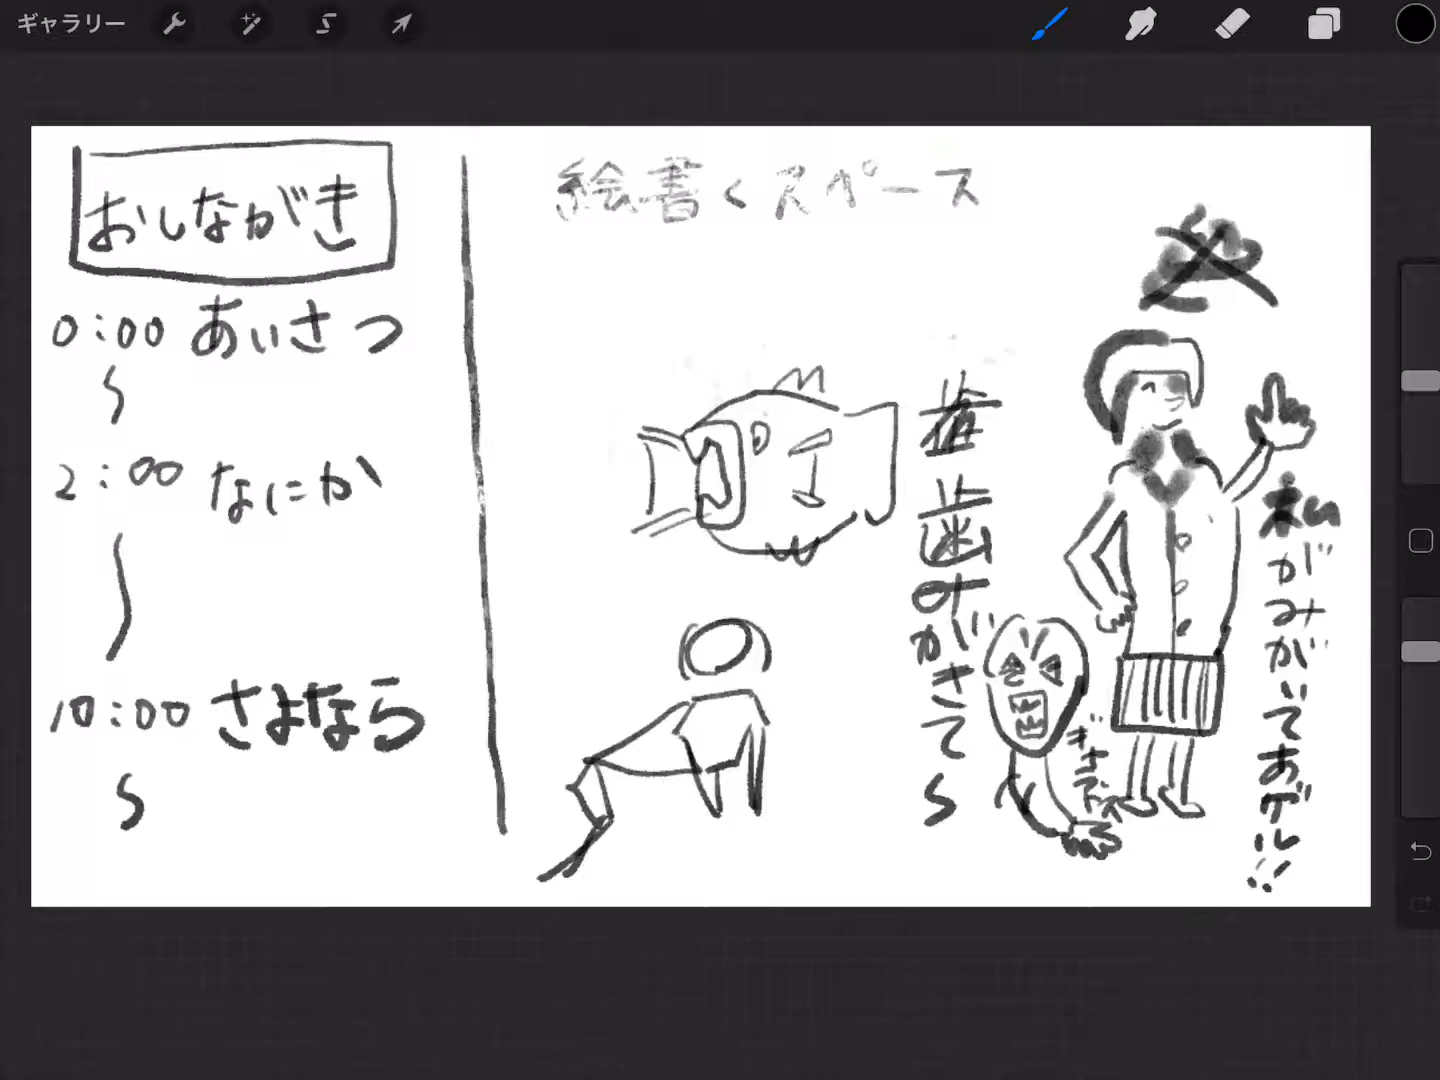 ギャラリー
おしながき
0:00 あいさつ
〜
2:00 なにか
〜
10:00 さよなら
〜
絵書くスペース
歯みがきて〜
私がみがいてあゲル!!